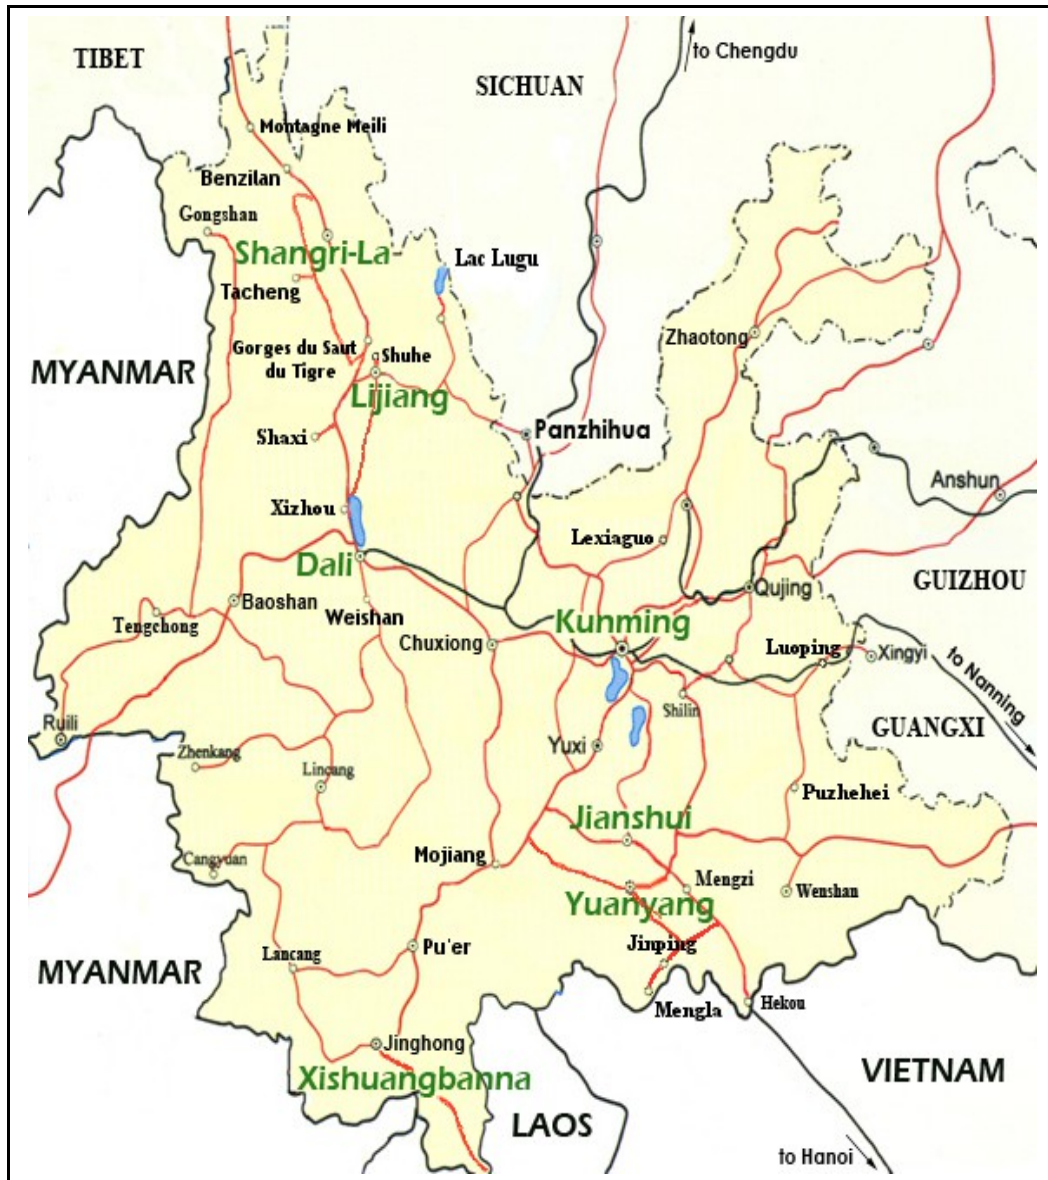 TIBET
SICHUAN
to Chengdu
Montagne Meili
Benzilan
Gongshan
Shangri-La
Lac Lugu
Tacheng
Zhaotong
Gorges du Saut
du Tigre
Shuhe
MYANMAR
Lijiang
Shaxi
Panzhihua
Anshun
Xizhou
Lexiaguo
Dali
GUIZHOU
Qujing
Baoshan
Weishan
Tengchong
Kunming
Chuxiong
Luoping
Xingyi
to Nanning
Shilin
Ruili
GUANGXI
Yuxi
Zhenkang
Lincang
Puzhehei
Jianshui
Mojiang
Cangyuan
Mengzi
Wenshan
Yuanyang
Jinping
Pu'er
Lancang
MYANMAR
Mengla
Hekou
Jinghong
Xishuangbanna
VIETNAM
LAOS
to Hanoi